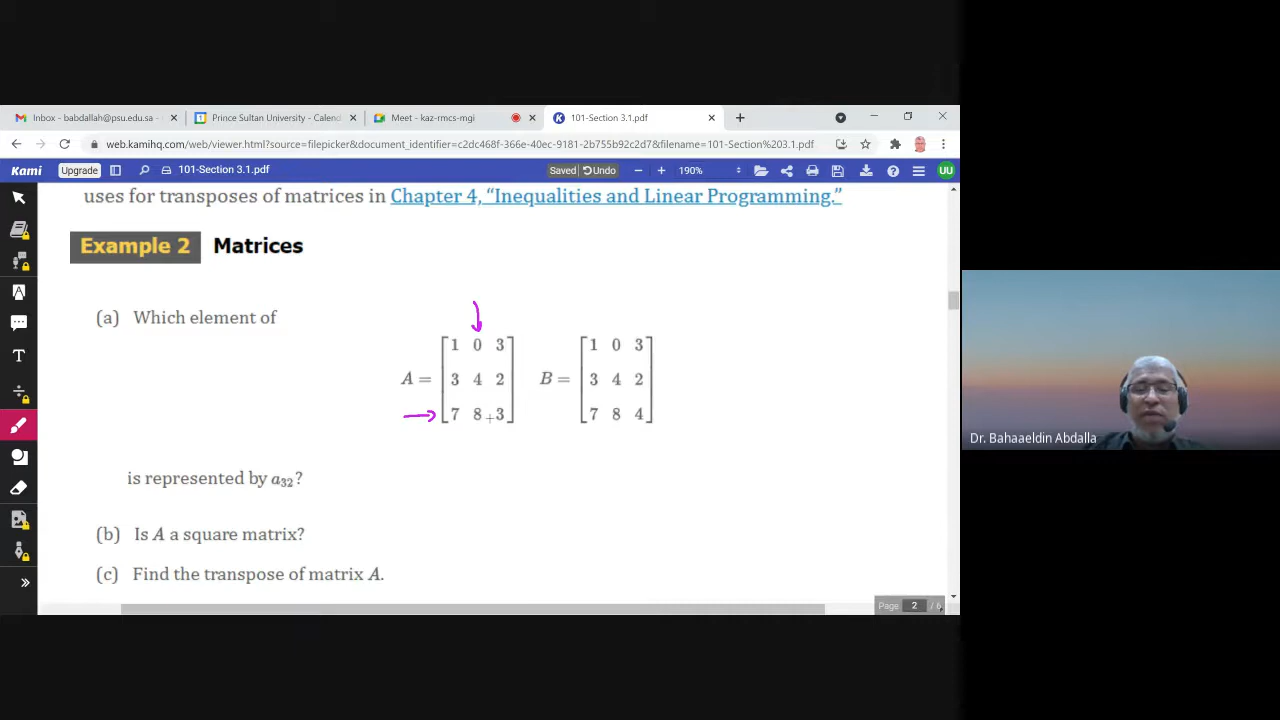 Inbox - babdallah@psu.edu.sa - Prince Sultan University - Calend Meet - kaz-rmcs-mgi 101-Section 3.1.pdf
web.kamihq.com/web/viewer.html?source=filepicker&document_identifier=c2dc468f-366e-40ec-9181-2b755b92c2d7&filename=101-Section%203.1.pdf
Kami Upgrade 101-Section 3.1.pdf Saved Undo 190% UU
uses for transposes of matrices in Chapter 4, “Inequalities and Linear Programming.”
Example 2 Matrices
(a) Which element of
1 0 3 1 0 3
A = 3 4 2 B = 3 4 2
7 8 3 7 8 4
is represented by a32?
(b) Is A a square matrix?
(c) Find the transpose of matrix A.
Page 2 / 6
Dr. Bahaaeldin Abdalla